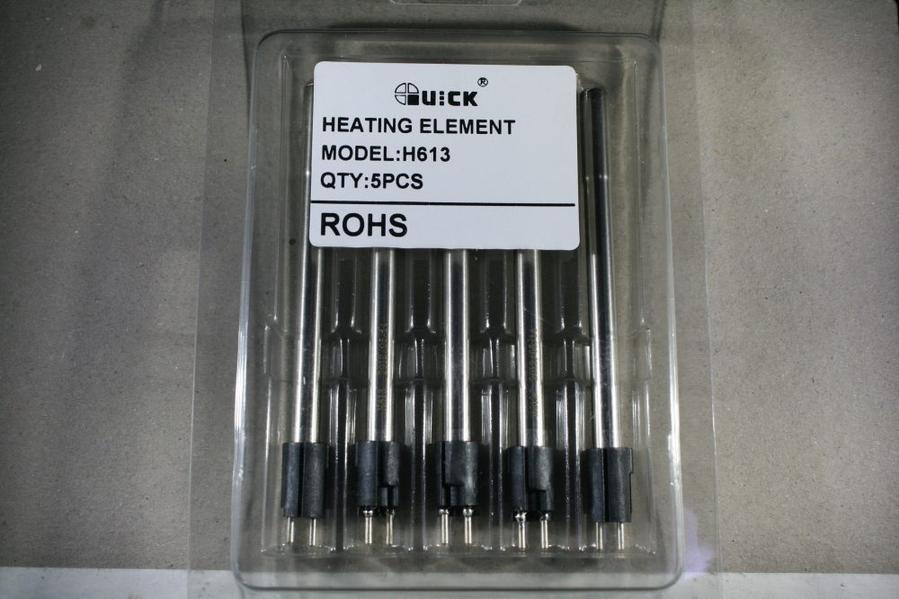 QUICK®
HEATING ELEMENT
MODEL:H613
QTY:5PCS
ROHS